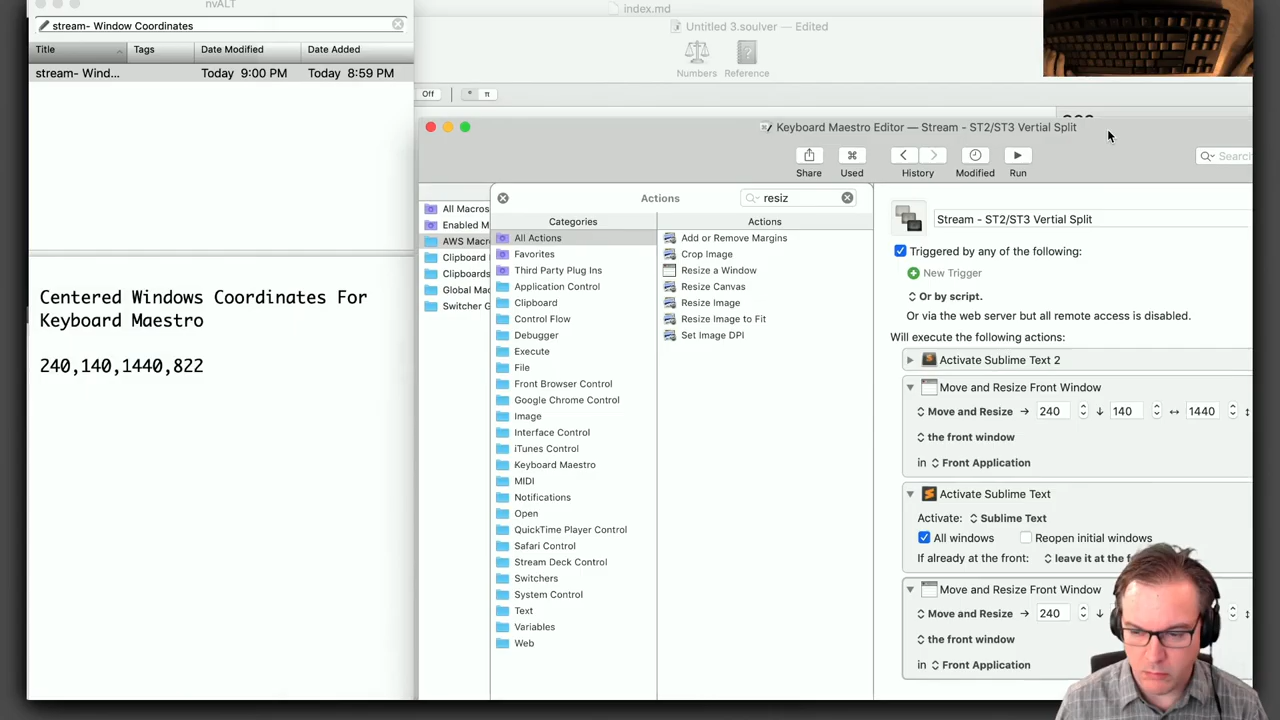 nvALT
stream- Window Coordinates
Title Tags Date Modified Date Added
stream- Wind... Today 9:00 PM Today 8:59 PM
Centered Windows Coordinates For
Keyboard Maestro
240,140,1440,822
index.md
Untitled 3.soulver — Edited
Numbers Reference
Off ° π
Keyboard Maestro Editor — Stream - ST2/ST3 Vertial Split
Share Used History Modified Run
Search
All Macros
Enabled M
AWS Macr
Clipboard
Clipboards
Global Mac
Switcher G
Actions
resiz
Categories
All Actions
Favorites
Third Party Plug Ins
Application Control
Clipboard
Control Flow
Debugger
Execute
File
Front Browser Control
Google Chrome Control
Image
Interface Control
iTunes Control
Keyboard Maestro
MIDI
Notifications
Open
QuickTime Player Control
Safari Control
Stream Deck Control
Switchers
System Control
Text
Variables
Web
Actions
Add or Remove Margins
Crop Image
Resize a Window
Resize Canvas
Resize Image
Resize Image to Fit
Set Image DPI
Stream - ST2/ST3 Vertial Split
Triggered by any of the following:
New Trigger
Or by script.
Or via the web server but all remote access is disabled.
Will execute the following actions:
Activate Sublime Text 2
Move and Resize Front Window
Move and Resize → 240 ↓ 140 ↔ 1440 ↕
the front window
in Front Application
Activate Sublime Text
Activate: Sublime Text
All windows Reopen initial windows
If already at the front: leave it at the f
Move and Resize Front Window
Move and Resize → 240 ↓
the front window
in Front Application